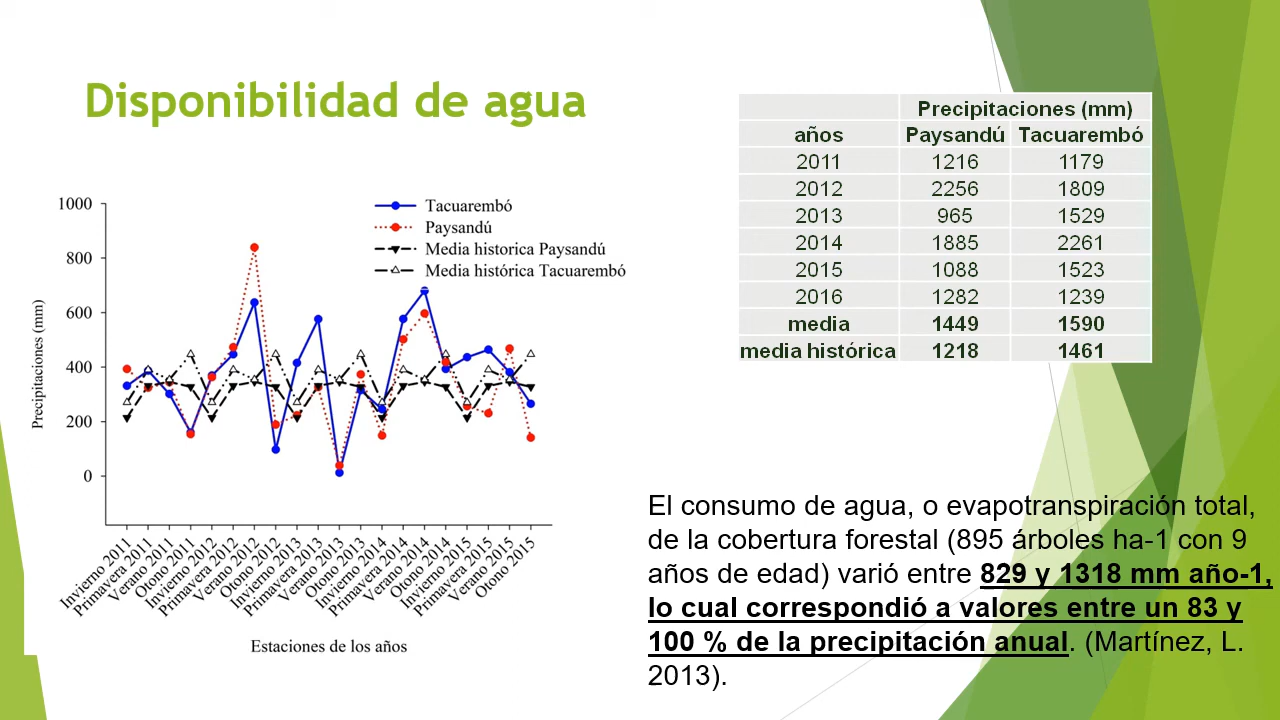 Disponibilidad de agua
Precipitaciones (mm)
años Paysandú Tacuarembó
2011 1216 1179
2012 2256 1809
2013 965 1529
2014 1885 2261
2015 1088 1523
2016 1282 1239
media 1449 1590
media histórica 1218 1461
Tacuarembó
Paysandú
Media historica Paysandú
Media histórica Tacuarembó
1000
800
600
400
200
0
Precipitaciones (mm)
Invierno 2011
Primavera 2011
Verano 2011
Otono 2011
Invierno 2012
Primavera 2012
Verano 2012
Otono 2012
Invierno 2013
Primavera 2013
Verano 2013
Otono 2013
Invierno 2014
Primavera 2014
Verano 2014
Otono 2014
Invierno 2015
Primavera 2015
Verano 2015
Otono 2015
Estaciones de los años
El consumo de agua, o evapotranspiración total,
de la cobertura forestal (895 árboles ha-1 con 9
años de edad) varió entre 829 y 1318 mm año-1,
lo cual correspondió a valores entre un 83 y
100 % de la precipitación anual. (Martínez, L.
2013).